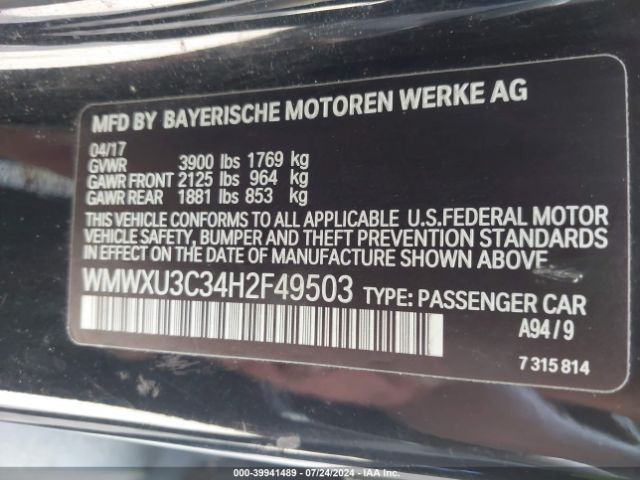 MFD BY BAYERISCHE MOTOREN WERKE AG
04/17
GVWR 3900 lbs 1769 kg
GAWR FRONT 2125 lbs 964 kg
GAWR REAR 1881 lbs 853 kg
THIS VEHICLE CONFORMS TO ALL APPLICABLE U.S.FEDERAL MOTOR
VEHICLE SAFETY, BUMPER AND THEFT PREVENTION STANDARDS
IN EFFECT ON THE DATE OF MANUFACTURE SHOWN ABOVE.
WMWXU3C34H2F49503 TYPE: PASSENGER CAR
A94/9
7 315 814
000-39941489 - 07/24/2024 - IAA Inc.